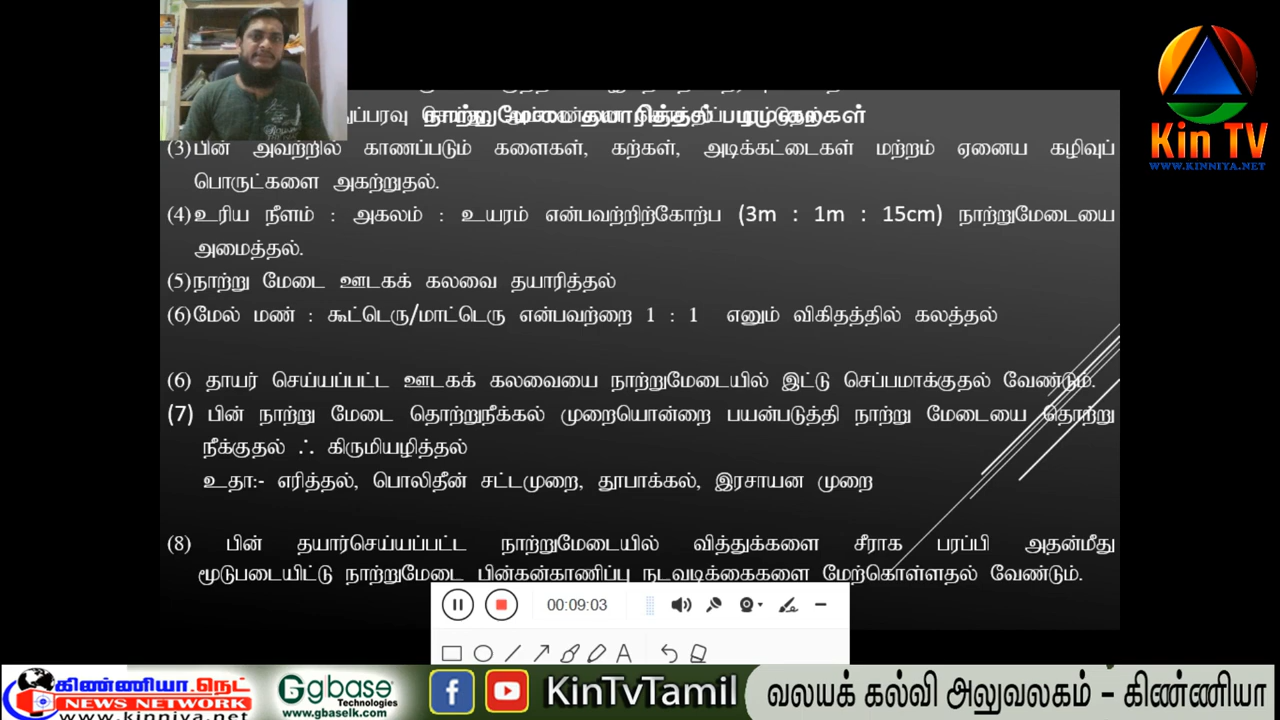 நாற்றுமேடை தயாரித்தல் படிமுறைகள்
(3) பின் அவற்றில் காணப்படும் களைகள், கற்கள், அடிக்கட்டைகள் மற்றம் ஏனைய கழிவுப்
பொருட்களை அகற்றுதல்.
(4) உரிய நீளம் : அகலம் : உயரம் என்பவற்றிற்கோற்ப (3m : 1m : 15cm) நாற்றுமேடையை
அமைத்தல்.
(5) நாற்று மேடை ஊடகக் கலவை தயாரித்தல்
(6) மேல் மண் : கூட்டெரு/மாட்டெரு என்பவற்றை 1 : 1 எனும் விகிதத்தில் கலத்தல்
(6) தாயர் செய்யப்பட்ட ஊடகக் கலவையை நாற்றுமேடையில் இட்டு செப்பமாக்குதல் வேண்டும்.
(7) பின் நாற்று மேடை தொற்றுநீக்கல் முறையொன்றை பயன்படுத்தி நாற்று மேடையை தொற்று
நீக்குதல் ∴ கிருமியழித்தல்
உதா:- எரித்தல், பொலிதீன் சட்டமுறை, தூபாக்கல், இரசாயன முறை
(8) பின் தயார்செய்யப்பட்ட நாற்றுமேடையில் வித்துக்களை சீராக பரப்பி அதன்மீது
மூடுபடையிட்டு நாற்றுமேடை பின்கன்காணிப்பு நடவடிக்கைகளை மேற்கொள்ளதல் வேண்டும்.
Kin TV
WWW.KINNIYA.NET
00:09:03
A
கிண்ணியா.நெட்
NEWS NETWORK
www.kinniya.net
Ggbase
Technologies
www.gbaselk.com
KinTvTamil
வலயக் கல்வி அலுவலகம் – கிண்ணியா